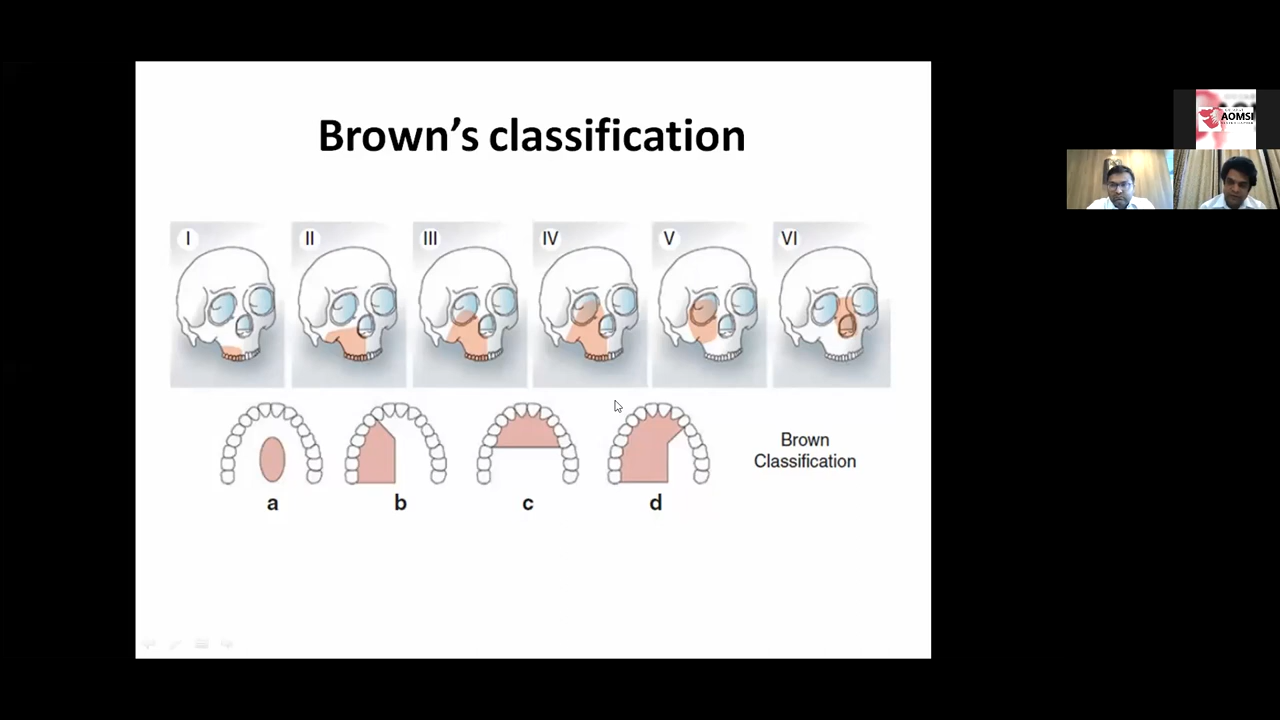 Brown's classification
I II III IV V VI
a b c d
Brown
Classification
AOMSI